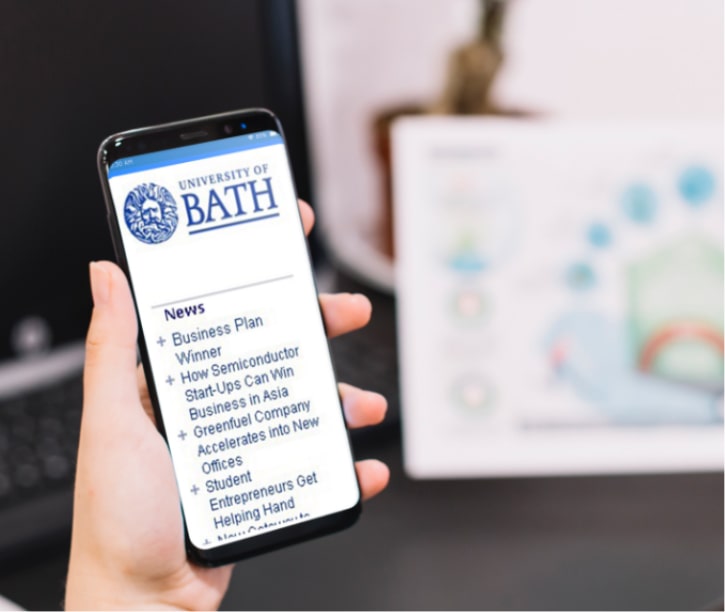 UNIVERSITY OF
BATH
News
+ Business Plan
Winner
+ How Semiconductor
Start-Ups Can Win
Business in Asia
+ Greenfuel Company
Accelerates into New
Offices
+ Student
Entrepreneurs Get
Helping Hand